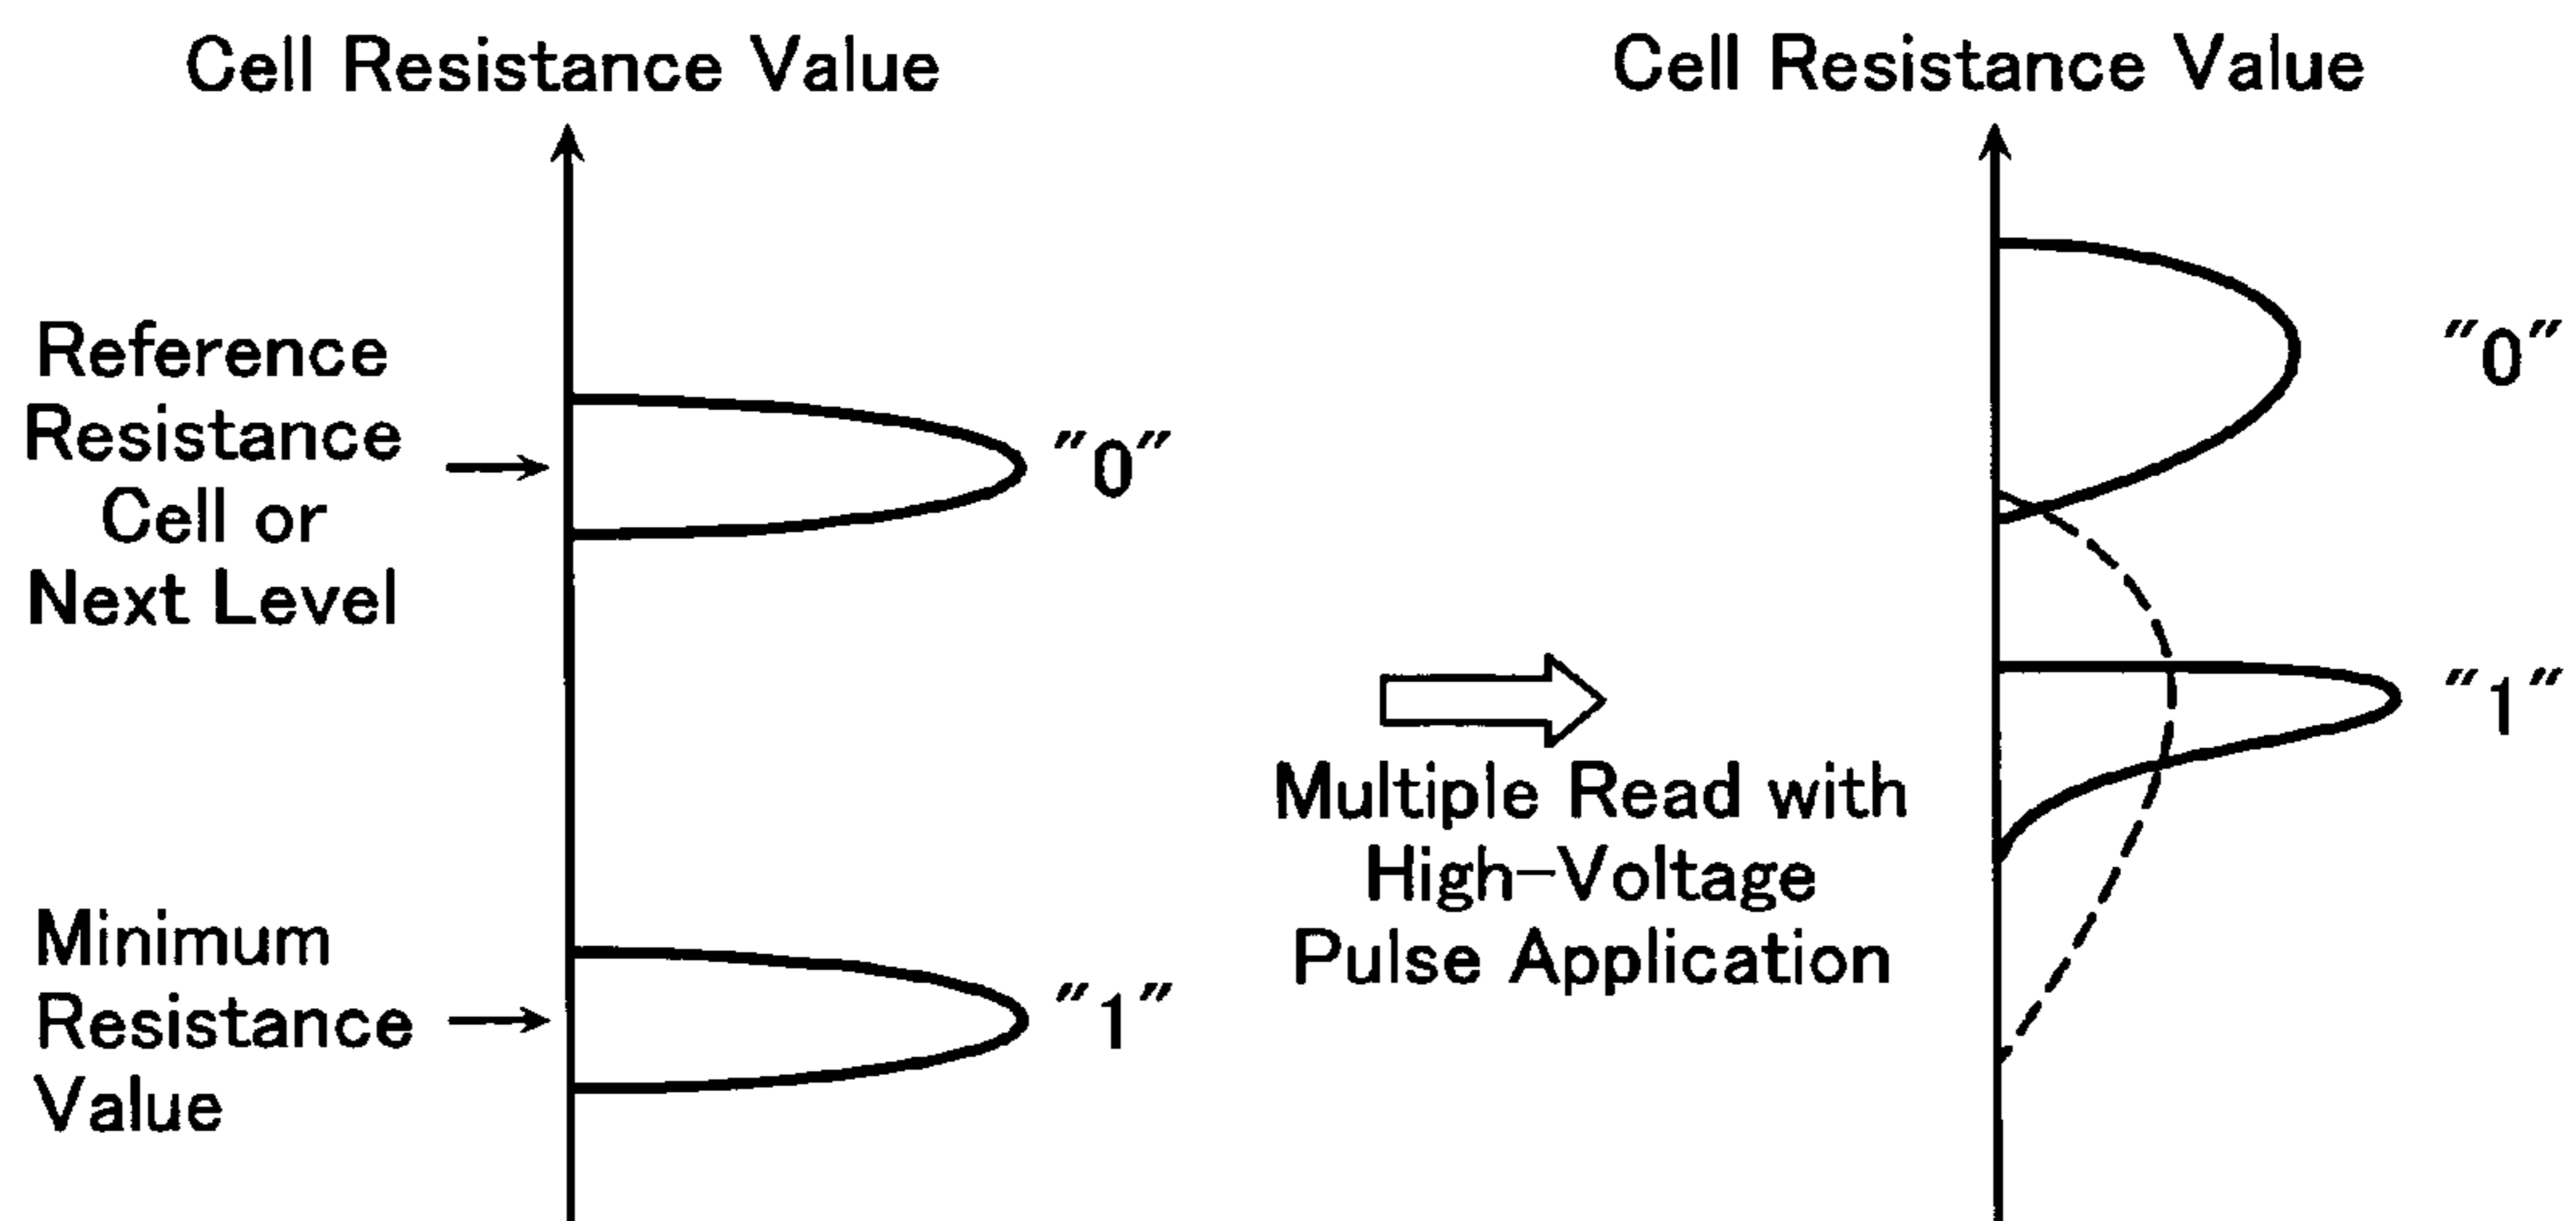 Cell Resistance Value
Reference
Resistance
Cell or
Next Level
"0"
Minimum
Resistance
Value
"1"
Multiple Read with
High-Voltage
Pulse Application
Cell Resistance Value
"0"
"1"